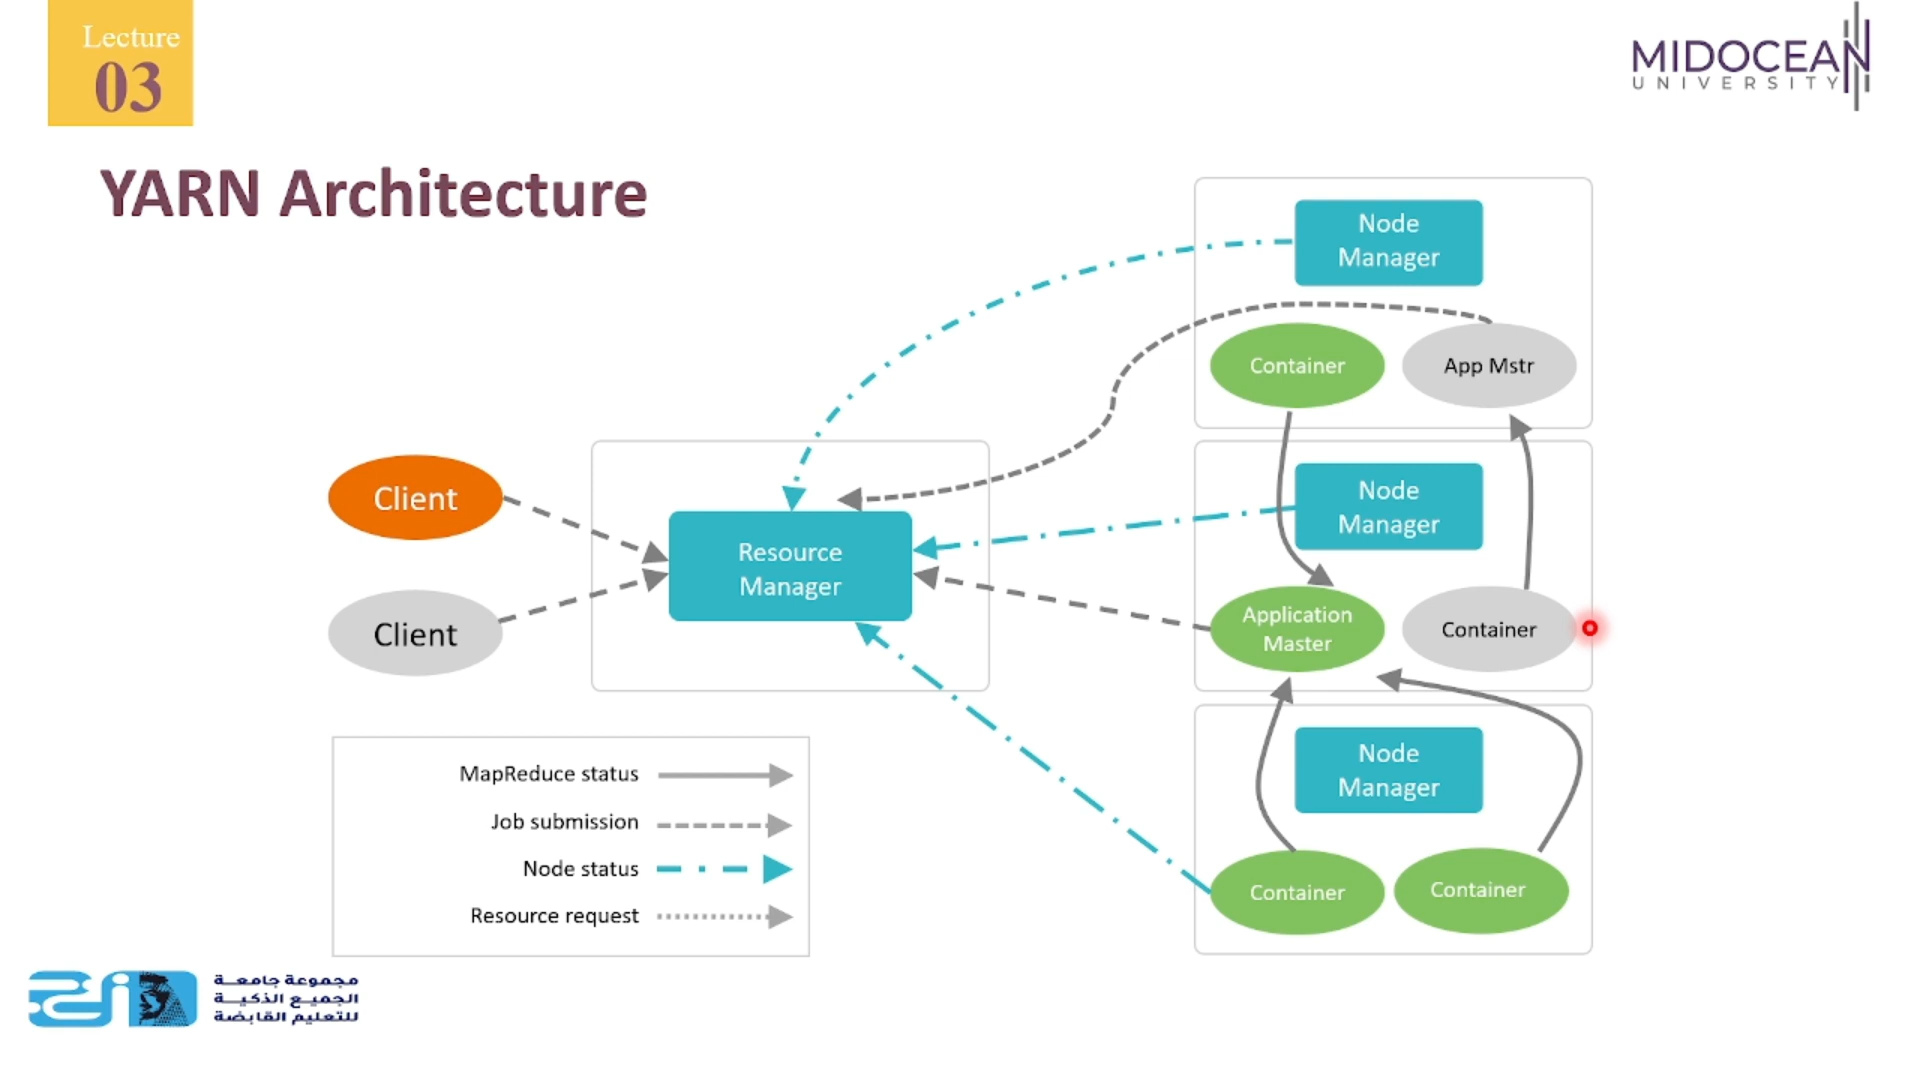 Lecture
03
MIDOCEAN
UNIVERSITY
YARN Architecture
Node
Manager
Container
App Mstr
Client
Client
Resource
Manager
Node
Manager
Application
Master
Container
Node
Manager
Container
Container
MapReduce status
Job submission
Node status
Resource request
مجموعة جامعة
الجميع الذكية
للتعليم القابضة